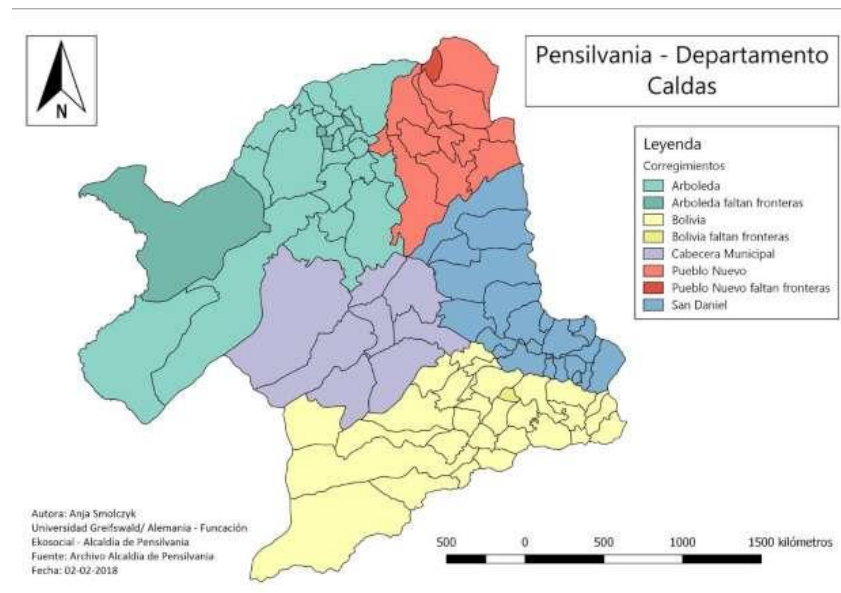 N
Pensilvania - Departamento
Caldas
Leyenda
Corregimientos
Arboleda
Arboleda faltan fronteras
Bolivia
Bolivia faltan fronteras
Cabecera Municipal
Pueblo Nuevo
Pueblo Nuevo faltan fronteras
San Daniel
Autora: Anja Smolczyk
Universidad Greifswald/ Alemania - Funcación
Ekosocial - Alcaldía de Pensilvania
Fuente: Archivo Alcaldía de Pensilvania
Fecha: 02-02-2018
500 0 500 1000 1500 kilómetros